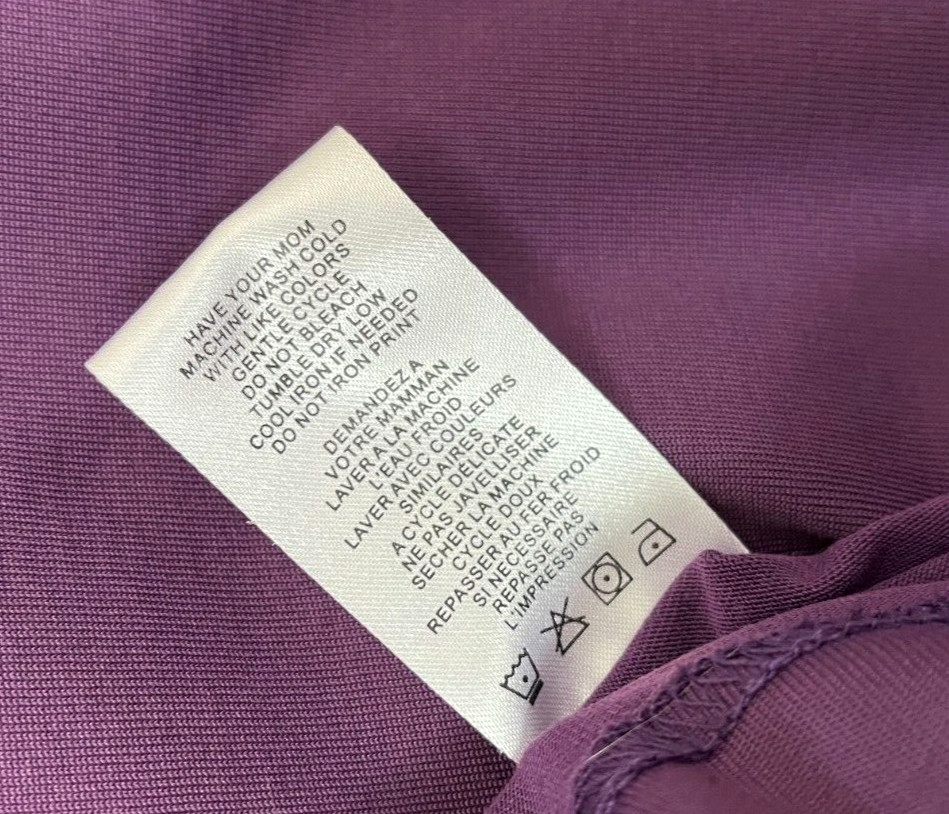 HAVE YOUR MOM
MACHINE WASH COLD
WITH LIKE COLORS
GENTLE CYCLE
DO NOT BLEACH
TUMBLE DRY LOW
COOL IRON IF NEEDED
DO NOT IRON PRINT
DEMANDEZ A
VOTRE MAMMAN
LAVER A LA MACHINE
L'EAU FROID
LAVER AVEC COULEURS
SIMILAIRES
A CYCLE DÉLICATE
NE PAS JAVELLISER
SECHER LA MACHINE
CYCLE DOUX
REPASSER AU FER FROID
SI NECESSAIRE
REPASSE PAS
L'IMPRESSION